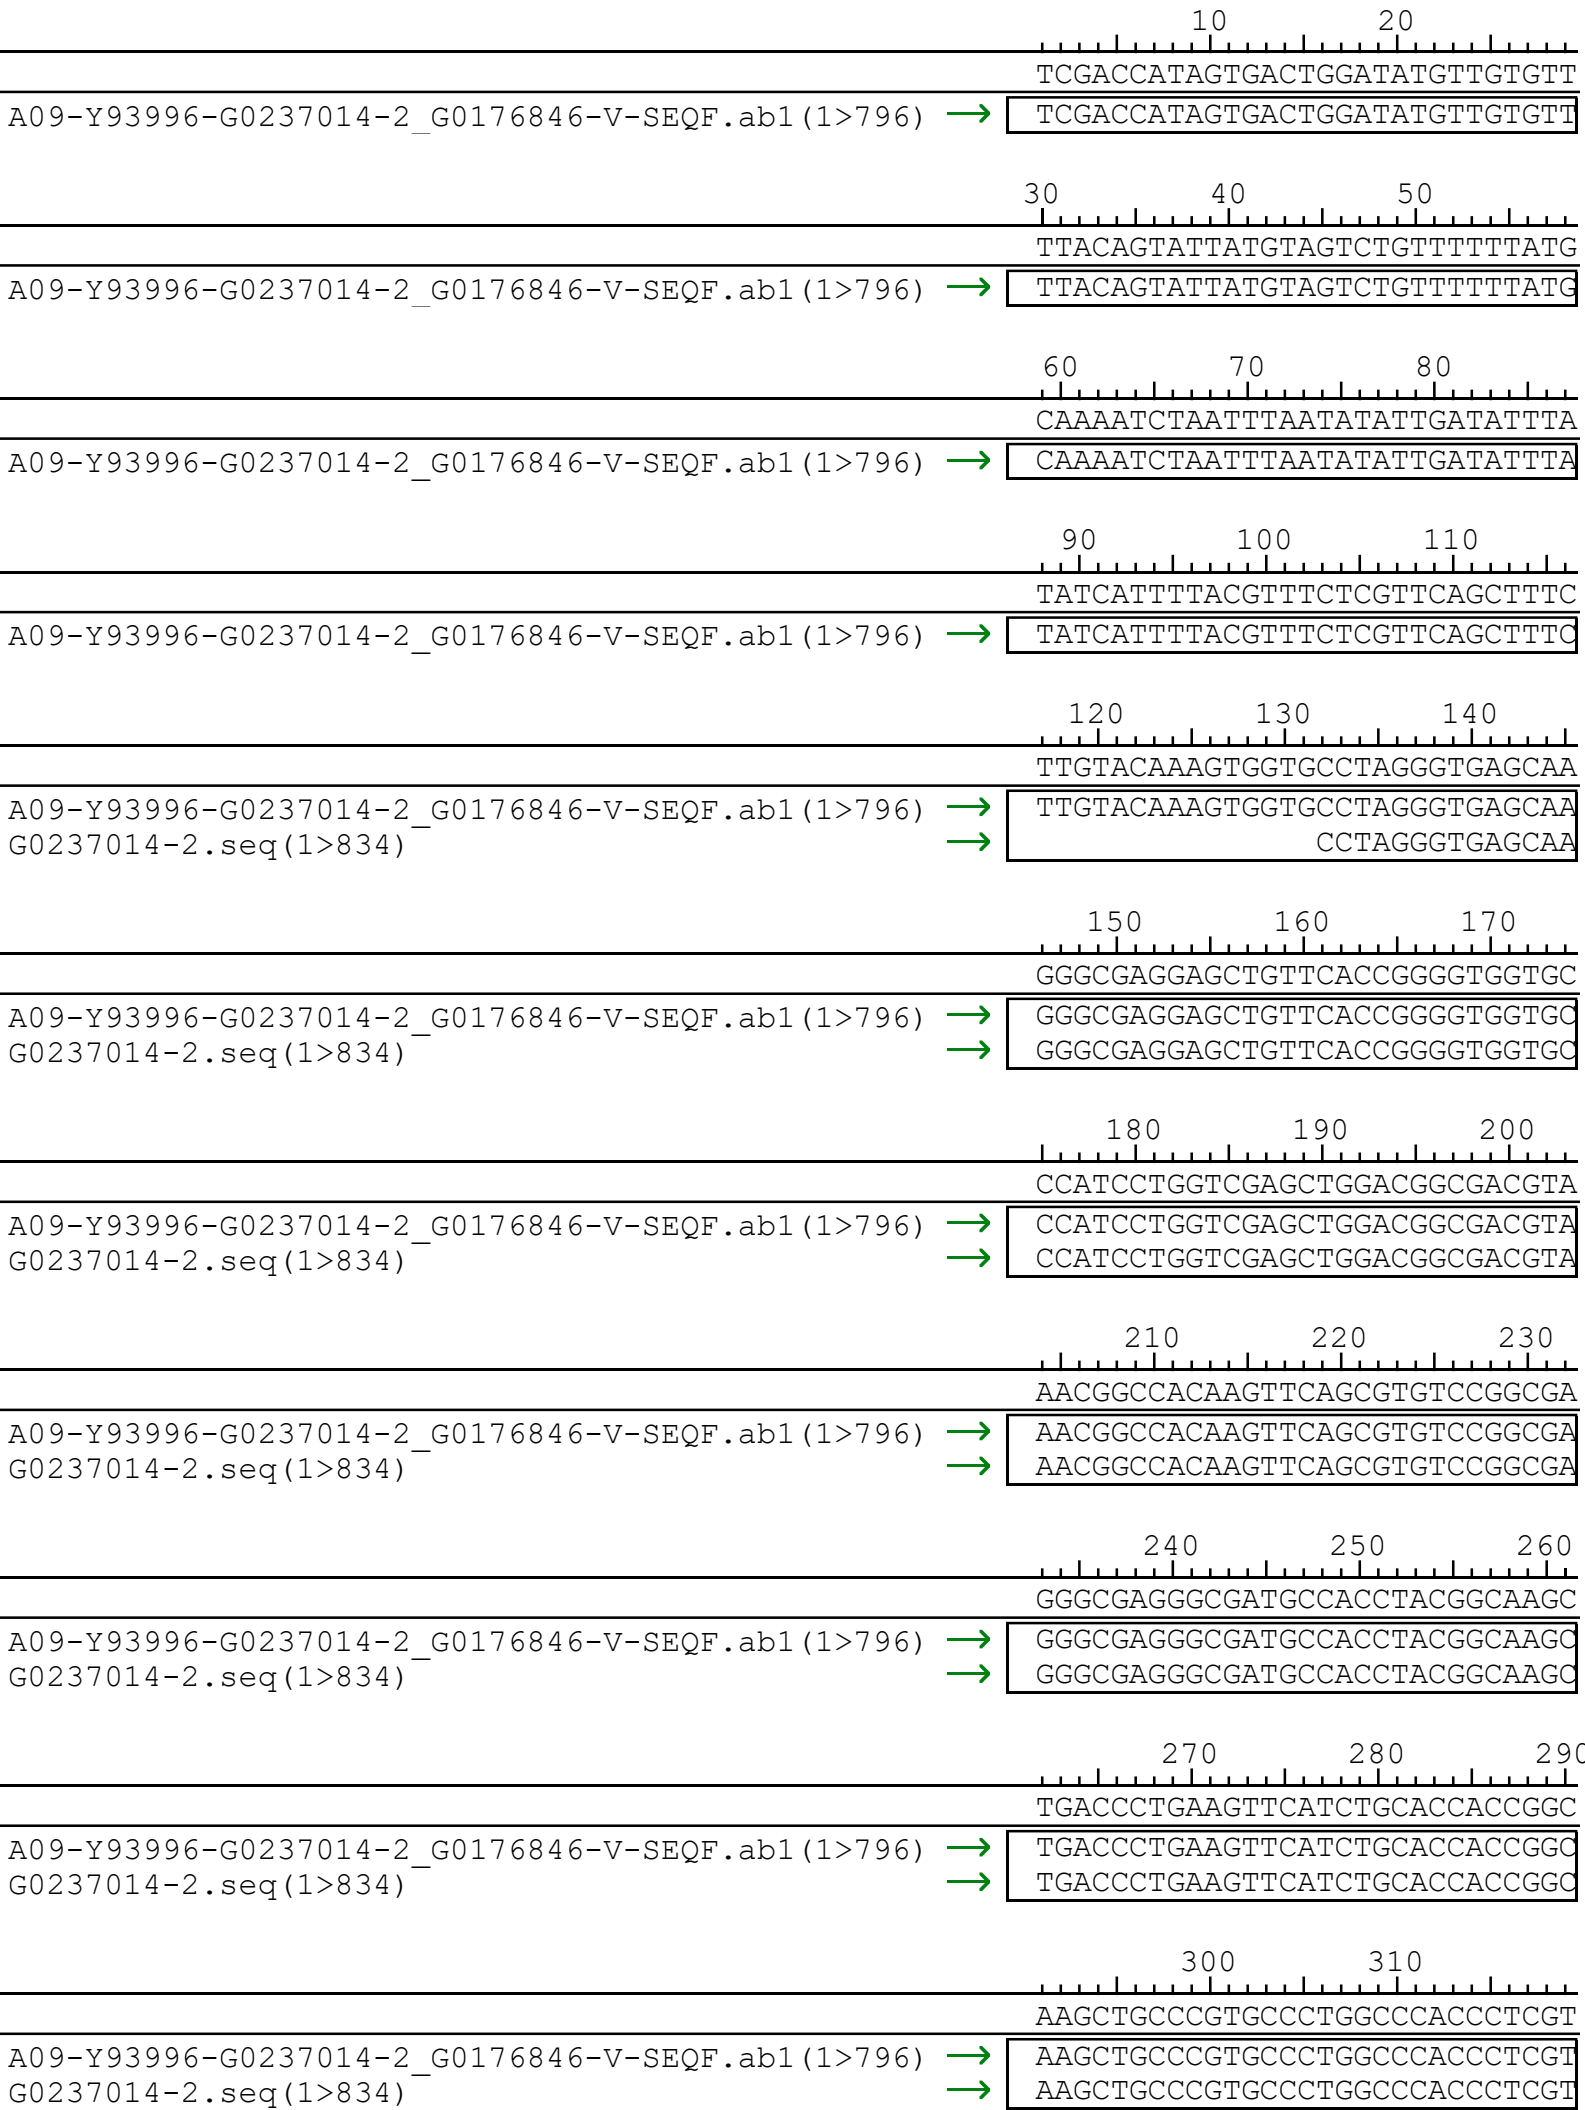 10 20
TCGACCATAGTGACTGGATATGTTGTGTT
A09-Y93996-G0237014-2_G0176846-V-SEQF.ab1(1>796) → TCGACCATAGTGACTGGATATGTTGTGTT
30 40 50
TTACAGTATTATGTAGTCTGTTTTTTATG
A09-Y93996-G0237014-2_G0176846-V-SEQF.ab1(1>796) → TTACAGTATTATGTAGTCTGTTTTTTATG
60 70 80
CAAAATCTAATTTAATATATTGATATTTA
A09-Y93996-G0237014-2_G0176846-V-SEQF.ab1(1>796) → CAAAATCTAATTTAATATATTGATATTTA
90 100 110
TATCATTTTACGTTTCTCGTTCAGCTTTC
A09-Y93996-G0237014-2_G0176846-V-SEQF.ab1(1>796) → TATCATTTTACGTTTCTCGTTCAGCTTTC
120 130 140
TTGTACAAAGTGGTGCCTAGGGTGAGCAA
A09-Y93996-G0237014-2_G0176846-V-SEQF.ab1(1>796) → TTGTACAAAGTGGTGCCTAGGGTGAGCAA
G0237014-2.seq(1>834) → CCTAGGGTGAGCAA
150 160 170
GGGCGAGGAGCTGTTCACCGGGGTGGTGC
A09-Y93996-G0237014-2_G0176846-V-SEQF.ab1(1>796) → GGGCGAGGAGCTGTTCACCGGGGTGGTGC
G0237014-2.seq(1>834) → GGGCGAGGAGCTGTTCACCGGGGTGGTGC
180 190 200
CCATCCTGGTCGAGCTGGACGGCGACGTA
A09-Y93996-G0237014-2_G0176846-V-SEQF.ab1(1>796) → CCATCCTGGTCGAGCTGGACGGCGACGTA
G0237014-2.seq(1>834) → CCATCCTGGTCGAGCTGGACGGCGACGTA
210 220 230
AACGGCCACAAGTTCAGCGTGTCCGGCGA
A09-Y93996-G0237014-2_G0176846-V-SEQF.ab1(1>796) → AACGGCCACAAGTTCAGCGTGTCCGGCGA
G0237014-2.seq(1>834) → AACGGCCACAAGTTCAGCGTGTCCGGCGA
240 250 260
GGGCGAGGGCGATGCCACCTACGGCAAGC
A09-Y93996-G0237014-2_G0176846-V-SEQF.ab1(1>796) → GGGCGAGGGCGATGCCACCTACGGCAAGC
G0237014-2.seq(1>834) → GGGCGAGGGCGATGCCACCTACGGCAAGC
270 280 290
TGACCCTGAAGTTCATCTGCACCACCGGC
A09-Y93996-G0237014-2_G0176846-V-SEQF.ab1(1>796) → TGACCCTGAAGTTCATCTGCACCACCGGC
G0237014-2.seq(1>834) → TGACCCTGAAGTTCATCTGCACCACCGGC
300 310
AAGCTGCCCGTGCCCTGGCCCACCCTCGT
A09-Y93996-G0237014-2_G0176846-V-SEQF.ab1(1>796) → AAGCTGCCCGTGCCCTGGCCCACCCTCGT
G0237014-2.seq(1>834) → AAGCTGCCCGTGCCCTGGCCCACCCTCGT